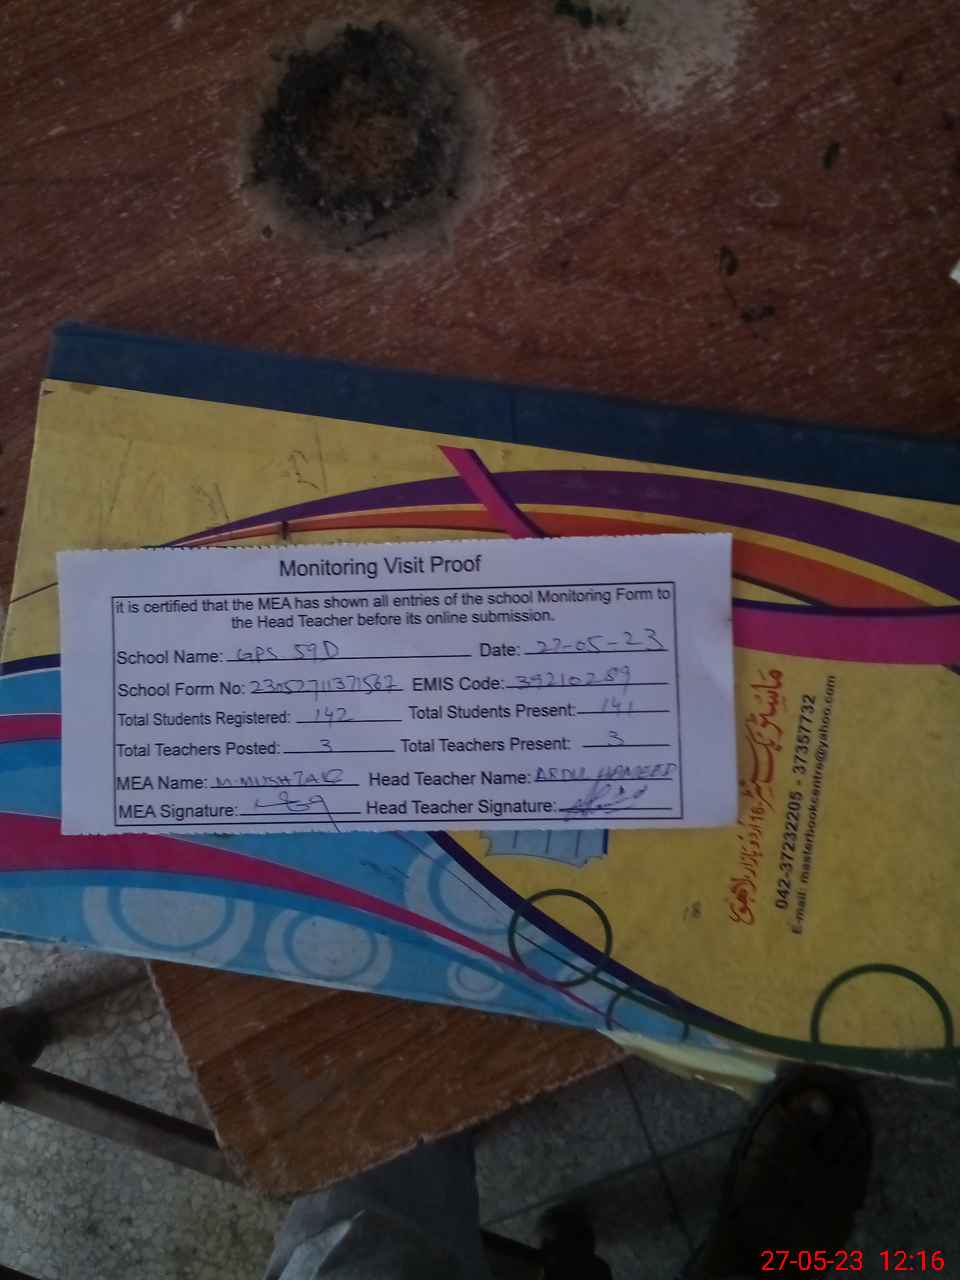 Monitoring Visit Proof
it is certified that the MEA has shown all entries of the school Monitoring Form to
the Head Teacher before its online submission.
School Name: GPS 59D Date: 27-05-23
School Form No: 23052711371567 EMIS Code: 39210289
Total Students Registered: 142 Total Students Present: 141
Total Teachers Posted: 3 Total Teachers Present: 3
MEA Name: M. MUSHTAQ Head Teacher Name: ABDUL HAMEED
MEA Signature: Head Teacher Signature:
042-37232205 - 37357732
E-mail: masterbookcentre@yahoo.com
18
27-05-23 12:16